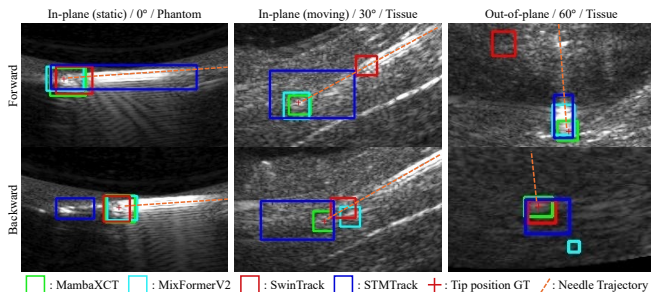 In-plane (static) / 0° / Phantom
In-plane (moving) / 30° / Tissue
Out-of-plane / 60° / Tissue
Forward
Backward
: MambaXCT : MixFormerV2 : SwinTrack : STMTrack : Tip position GT : Needle Trajectory